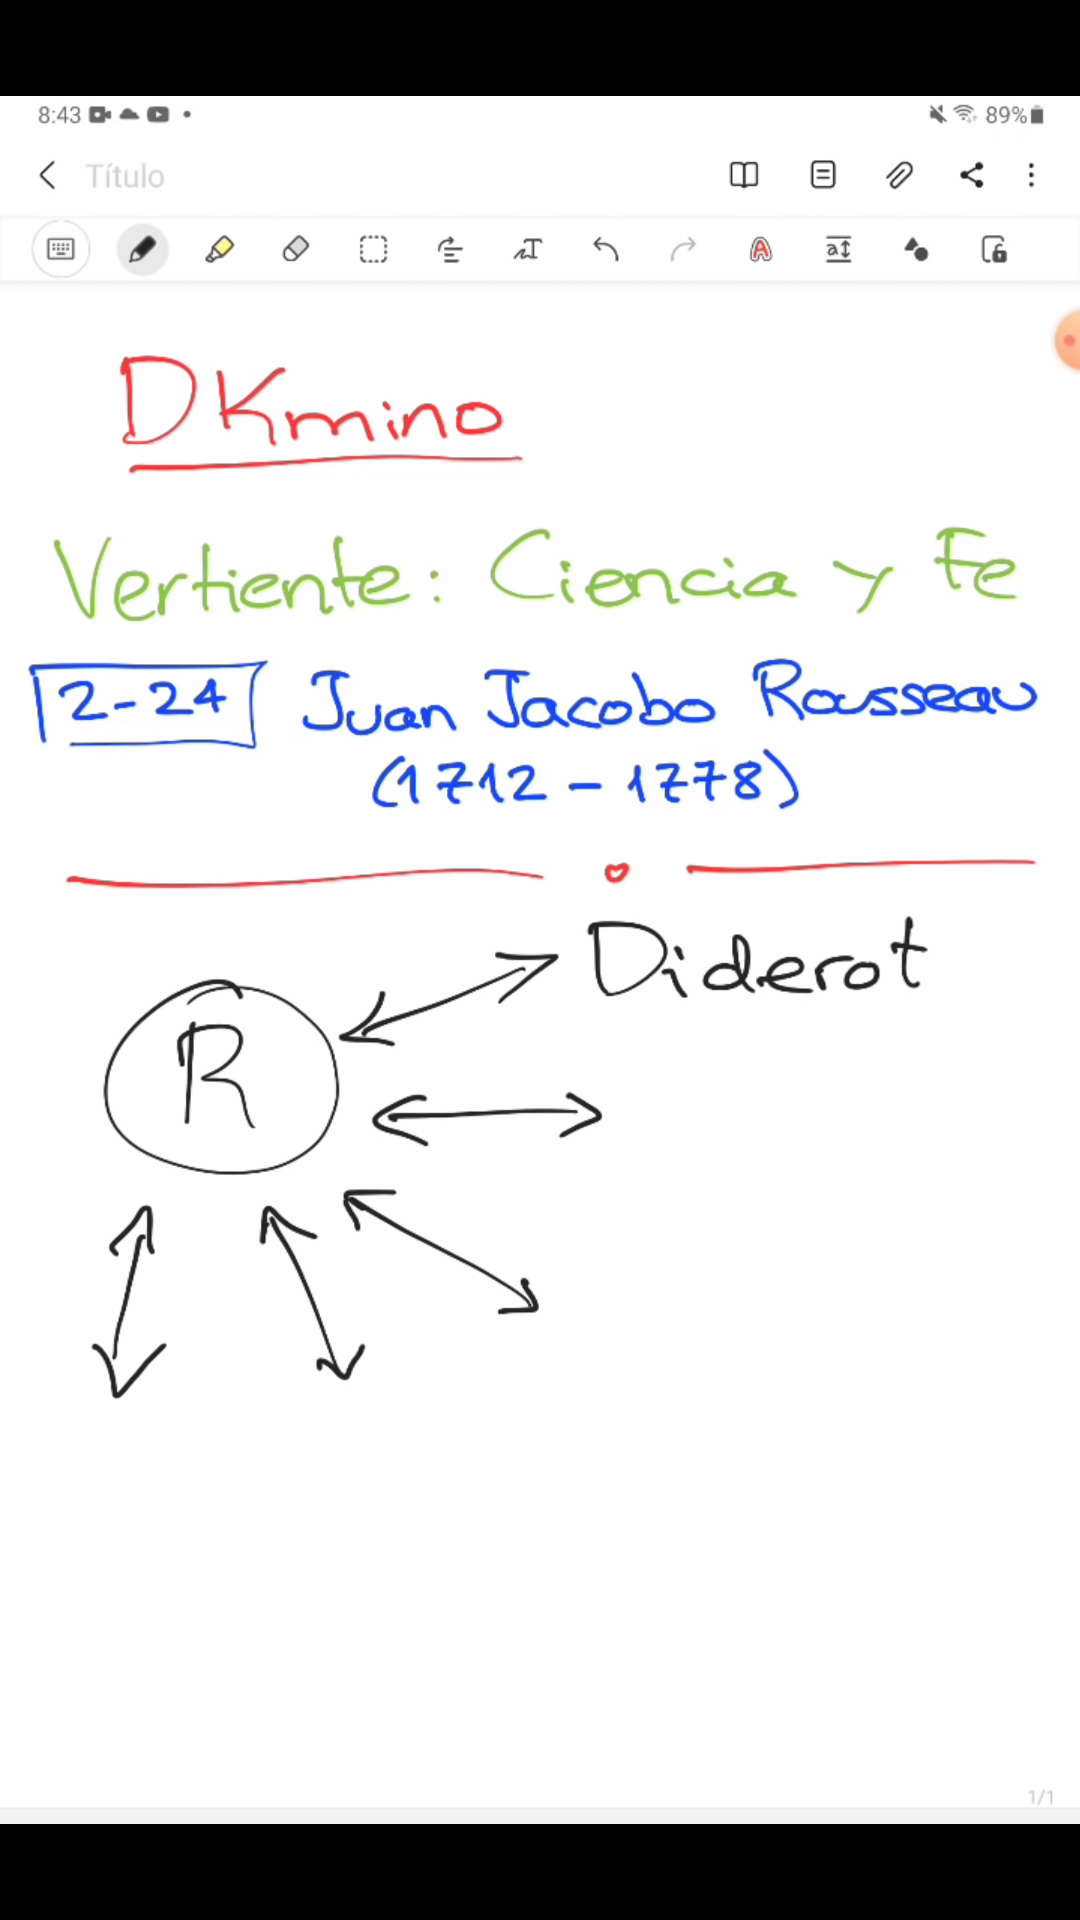 8:43
89%
Título
DKmino
Vertiente: Ciencia y Fe
2-24 Juan Jacobo Rousseau
(1712 - 1778)
Diderot
R
1/1